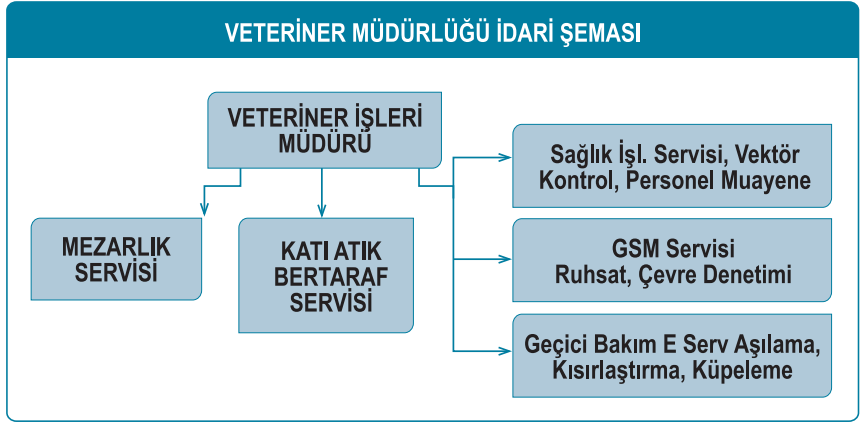 VETERİNER MÜDÜRLÜĞÜ İDARİ ŞEMASI
VETERİNER İŞLERİ
MÜDÜRÜ
MEZARLIK
SERVİSİ
KATI ATIK
BERTARAF
SERVİSİ
Sağlık İşl. Servisi, Vektör
Kontrol, Personel Muayene
GSM Servisi
Ruhsat, Çevre Denetimi
Geçici Bakım E Serv Aşılama,
Kısırlaştırma, Küpeleme